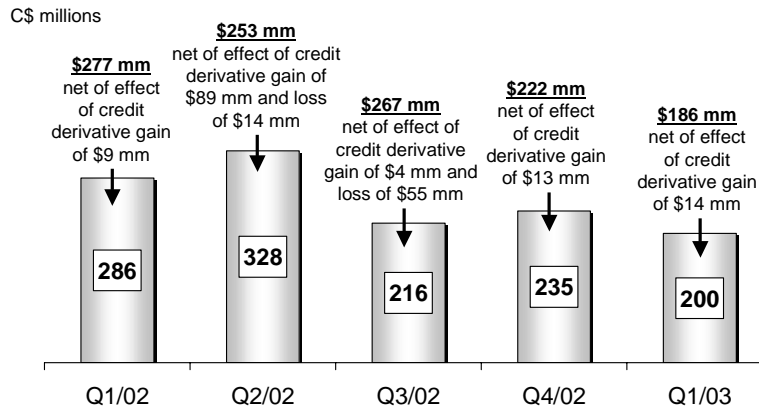 C$ millions
$277 mm
net of effect
of credit
derivative gain
of $9 mm
$253 mm
net of effect of credit
derivative gain of
$89 mm and loss
of $14 mm
$267 mm
net of effect of
credit derivative
gain of $4 mm and
loss of $55 mm
$222 mm
net of effect
of credit
derivative gain
of $13 mm
$186 mm
net of effect
of credit
derivative gain
of $14 mm
286
328
216
235
200
Q1/02
Q2/02
Q3/02
Q4/02
Q1/03